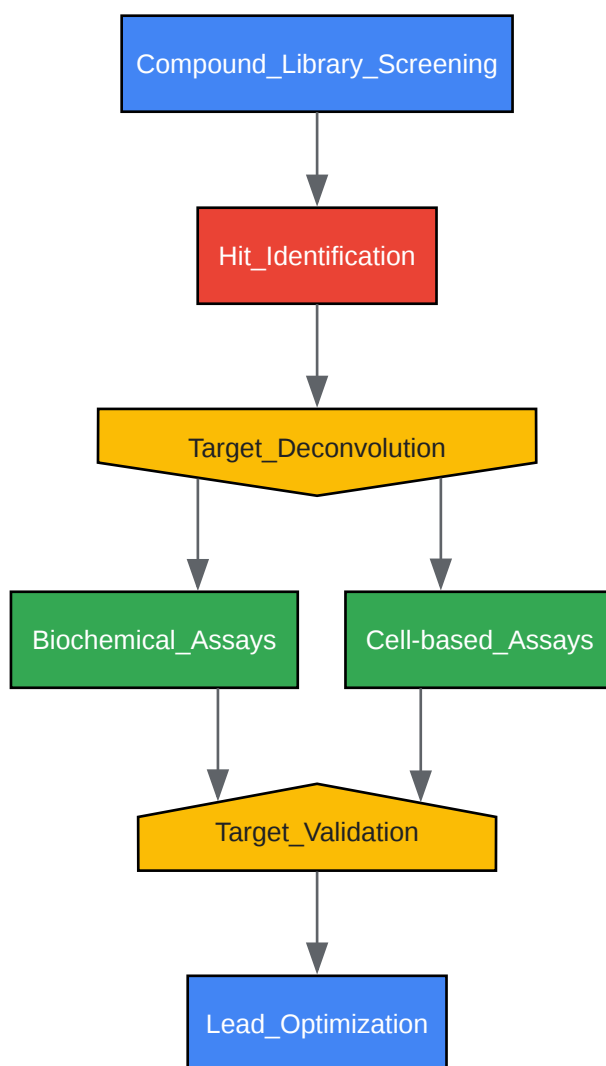 Compound_Library_Screening
Hit_Identification
Target_Deconvolution
Biochemical_Assays
Cell-based_Assays
Target_Validation
Lead_Optimization